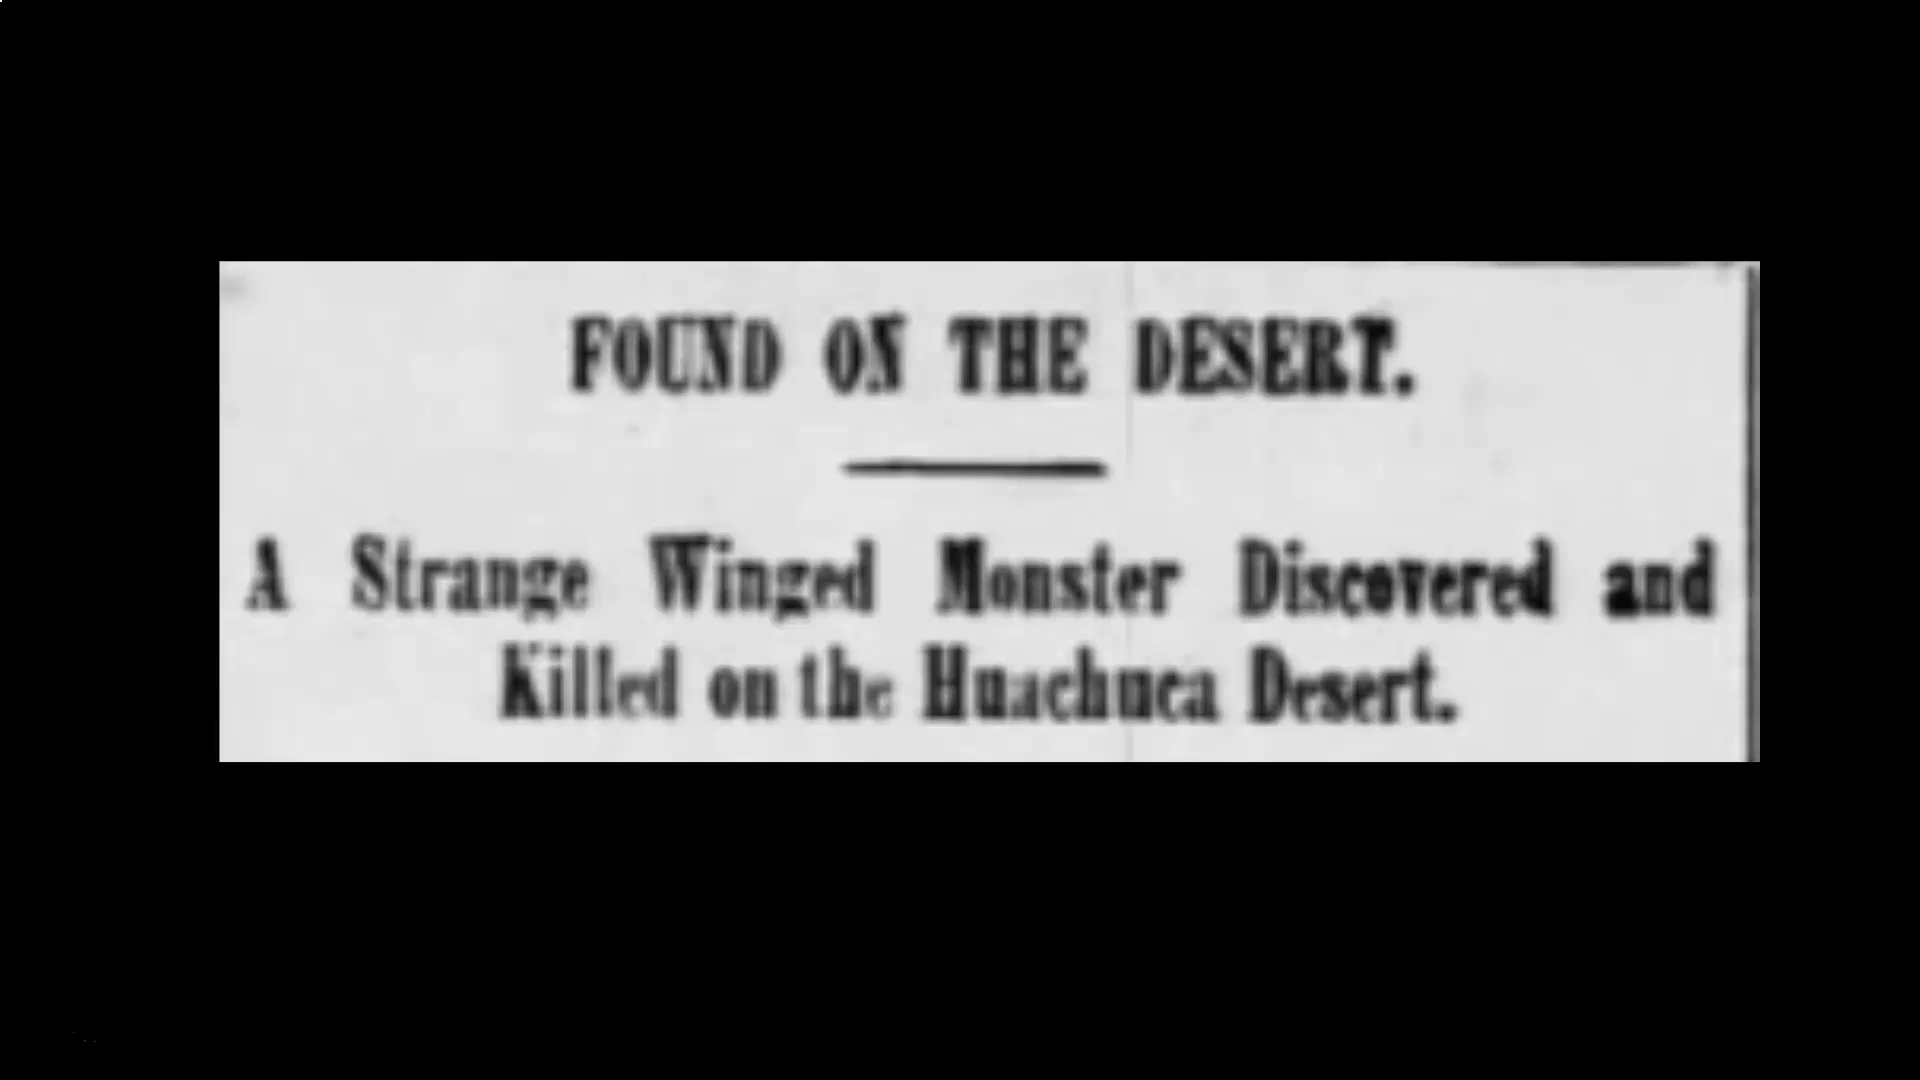 FOUND ON THE DESERT.
A Strange Winged Monster Discovered and
Killed on the Huachuca Desert.